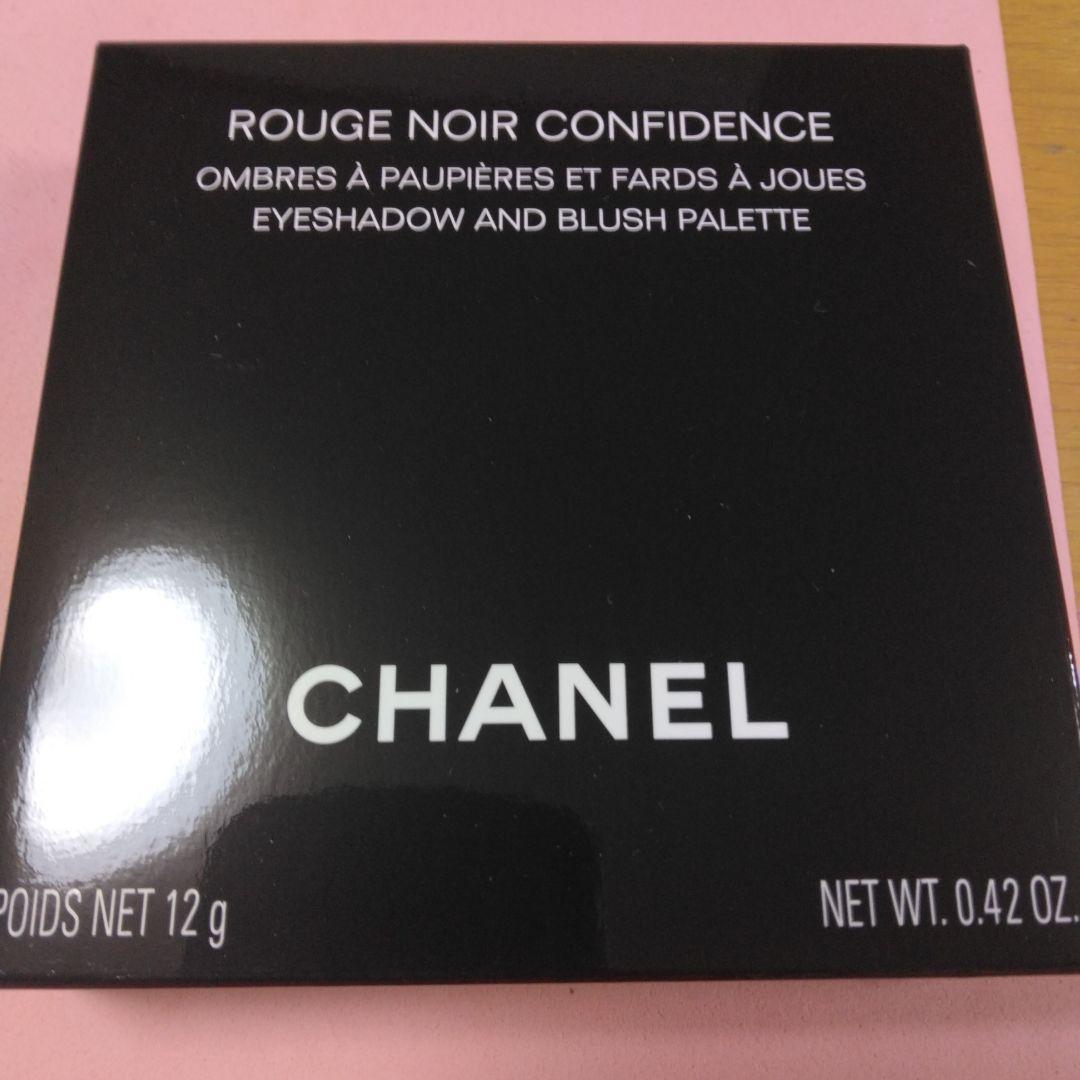 ROUGE NOIR CONFIDENCE
OMBRES À PAUPIÈRES ET FARDS À JOUES
EYESHADOW AND BLUSH PALETTE
CHANEL
POIDS NET 12 g
NET WT. 0.42 OZ.